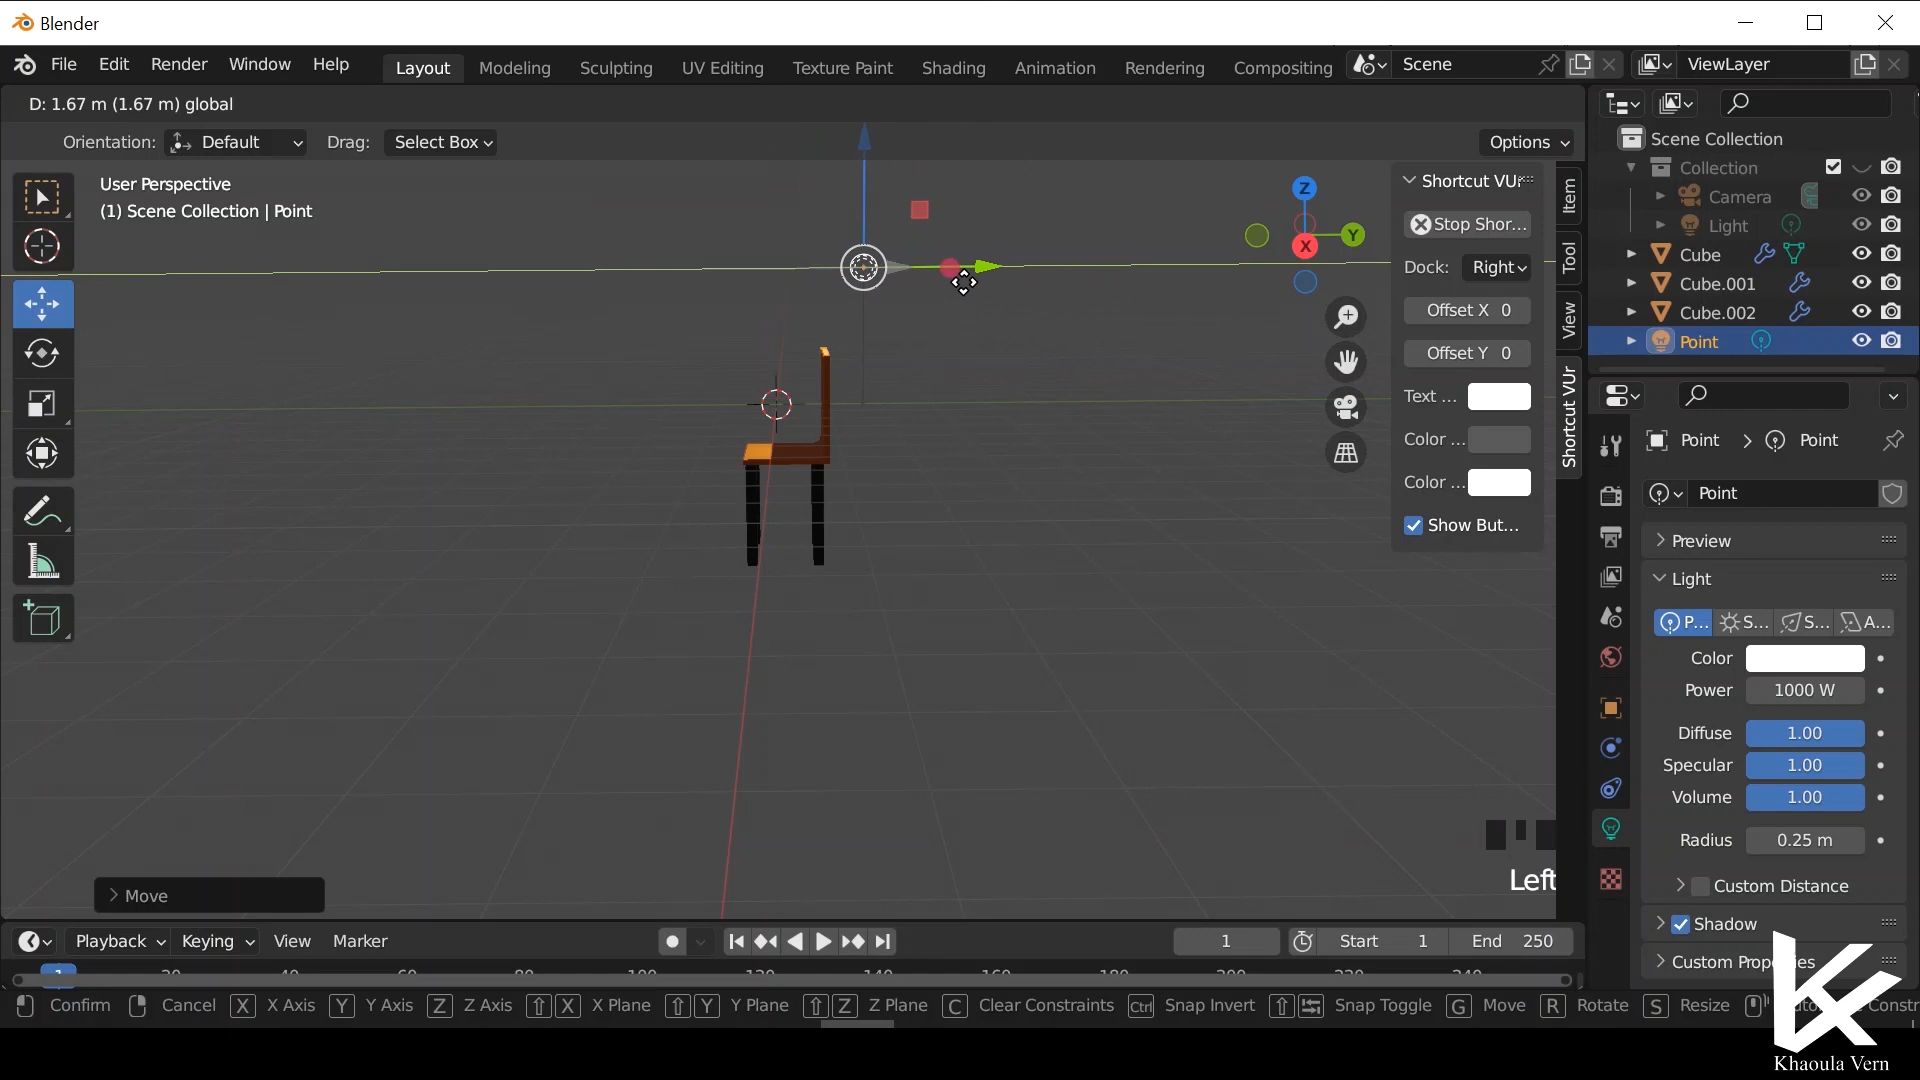 Blender
File Edit Render Window Help Layout Modeling Sculpting UV Editing Texture Paint Shading Animation Rendering Compositing Scene ViewLayer
D: 1.67 m (1.67 m) global
Orientation: Default Drag: Select Box Options
User Perspective
(1) Scene Collection | Point
Z
Y
X
Shortcut VUr
Stop Shor...
Dock: Right
Offset X 0
Offset Y 0
Text ...
Color ...
Color ...
Show But...
Item
Tool
View
Shortcut VUr
Scene Collection
Collection
Camera
Light
Cube
Cube.001
Cube.002
Point
Point > Point
Point
Preview
Light
P... S... S... A...
Color
Power 1000 W
Diffuse 1.00
Specular 1.00
Volume 1.00
Radius 0.25 m
Custom Distance
Shadow
Left
Move
Playback Keying View Marker 1 Start 1 End 250
1
Confirm Cancel X X Axis Y Y Axis Z Z Axis X X Plane Y Y Plane Z Z Plane C Clear Constraints Ctrl Snap Invert Snap Toggle G Move R Rotate S Resize
Khaoula Vern